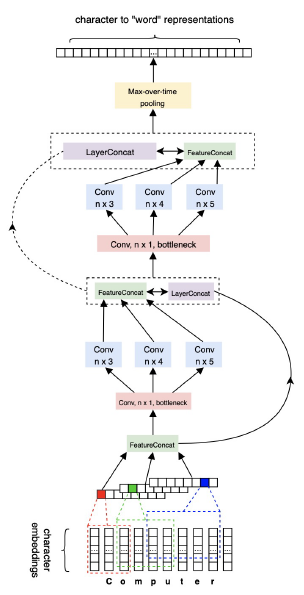 character to "word" representations
...
Max-over-time
pooling
LayerConcat
FeatureConcat
Conv
n x 3
Conv
n x 4
Conv
n x 5
Conv, n x 1, bottleneck
FeatureConcat
LayerConcat
Conv
n x 3
Conv
n x 4
Conv
n x 5
Conv, n x 1, bottleneck
FeatureConcat
character
embeddings
C o m p u t e r